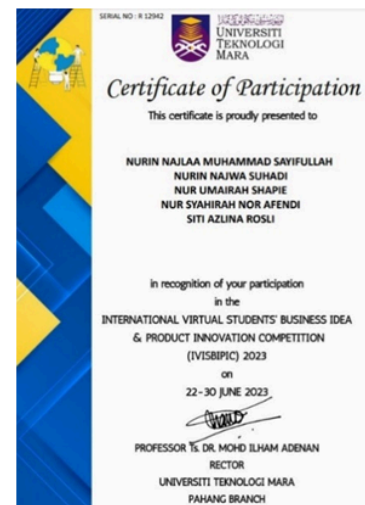 SERIAL NO : R 12942
UNIVERSITI
TEKNOLOGI
MARA
Certificate of Participation
This certificate is proudly presented to
NURIN NAJLAA MUHAMMAD SAYIFULLAH
NURIN NAJWA SUHADI
NUR UMAIRAH SHAPIE
NUR SYAHIRAH NOR AFENDI
SITI AZLINA ROSLI
in recognition of your participation
in the
INTERNATIONAL VIRTUAL STUDENTS' BUSINESS IDEA
& PRODUCT INNOVATION COMPETITION
(IVISBIPIC) 2023
on
22-30 JUNE 2023
PROFESSOR Ts. DR. MOHD ILHAM ADENAN
RECTOR
UNIVERSITI TEKNOLOGI MARA
PAHANG BRANCH